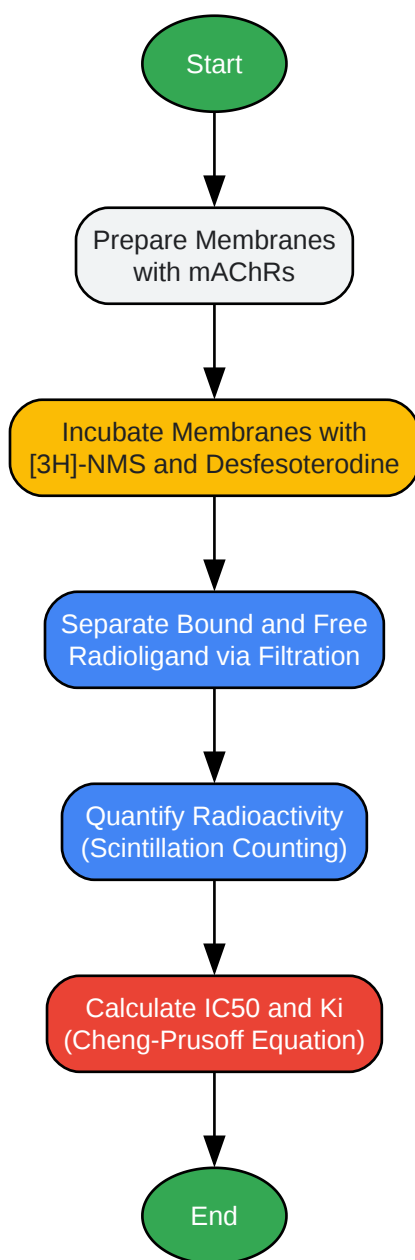 Start
Prepare Membranes
with mAChRs
Incubate Membranes with
[3H]-NMS and Desfesoterodine
Separate Bound and Free
Radioligand via Filtration
Quantify Radioactivity
(Scintillation Counting)
Calculate IC50 and Ki
(Cheng-Prusoff Equation)
End